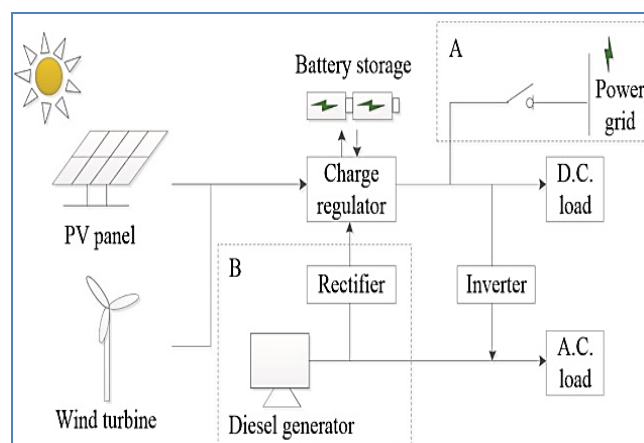 A
Battery storage
Power
grid
Charge
regulator
D.C.
load
PV panel
B
Rectifier
Inverter
A.C.
load
Wind turbine
Diesel generator